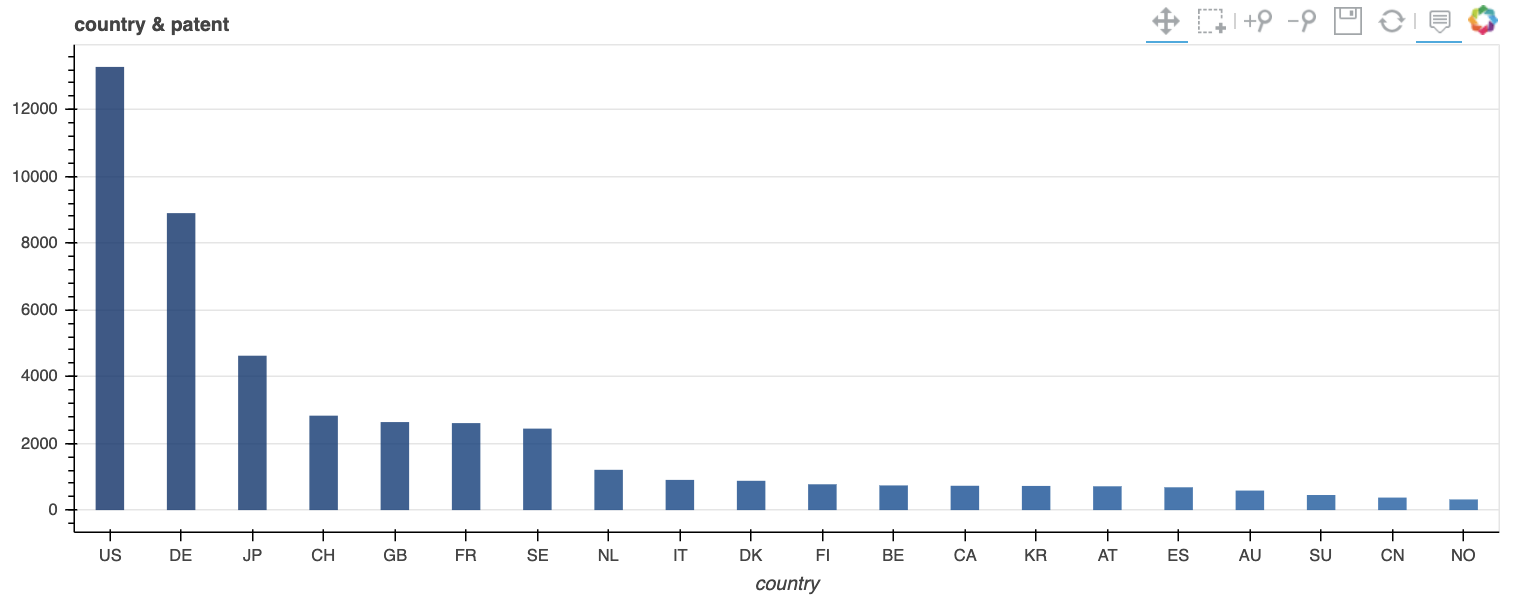 country & patent
12000
10000
8000
6000
4000
2000
0
US DE JP CH GB FR SE NL IT DK FI BE CA KR AT ES AU SU CN NO
country